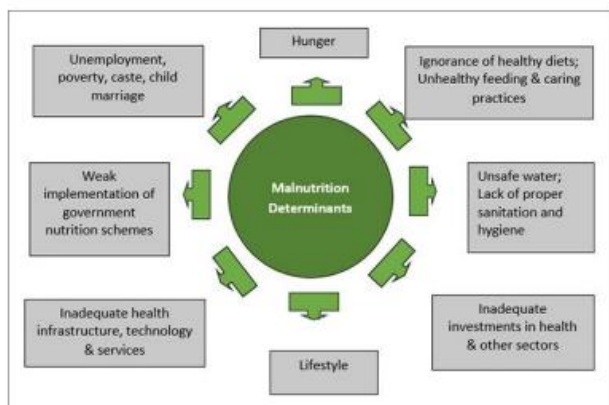 Hunger
Unemployment,
poverty, caste, child
marriage
Ignorance of healthy diets;
Unhealthy feeding & caring
practices
Weak
implementation of
government
nutrition schemes
Malnutrition
Determinants
Unsafe water;
Lack of proper
sanitation and
hygiene
Inadequate health
infrastructure, technology
& services
Lifestyle
Inadequate
investments in health
& other sectors